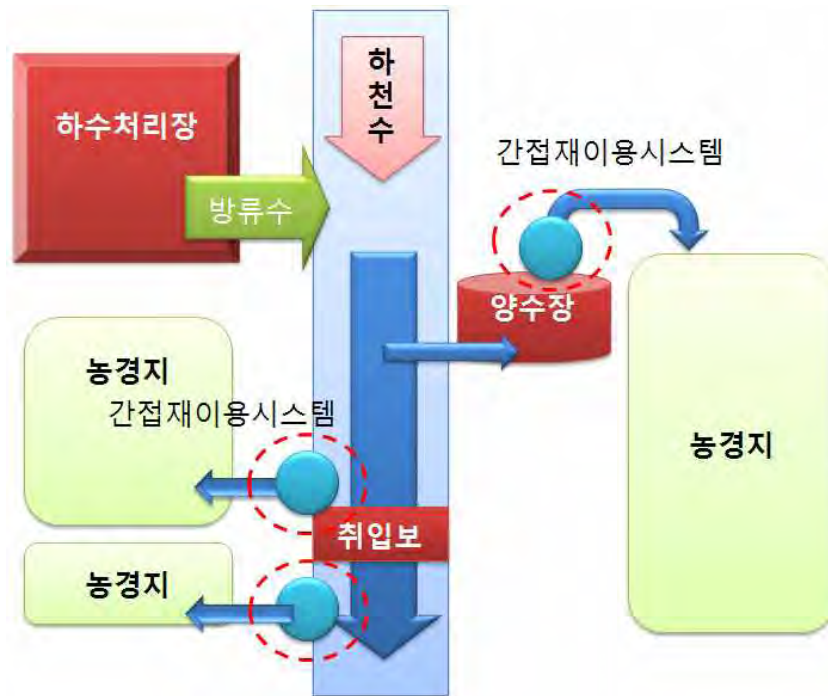 하천수
하수처리장
방류수
간접재이용시스템
양수장
농경지
간접재이용시스템
농경지
취입보
농경지